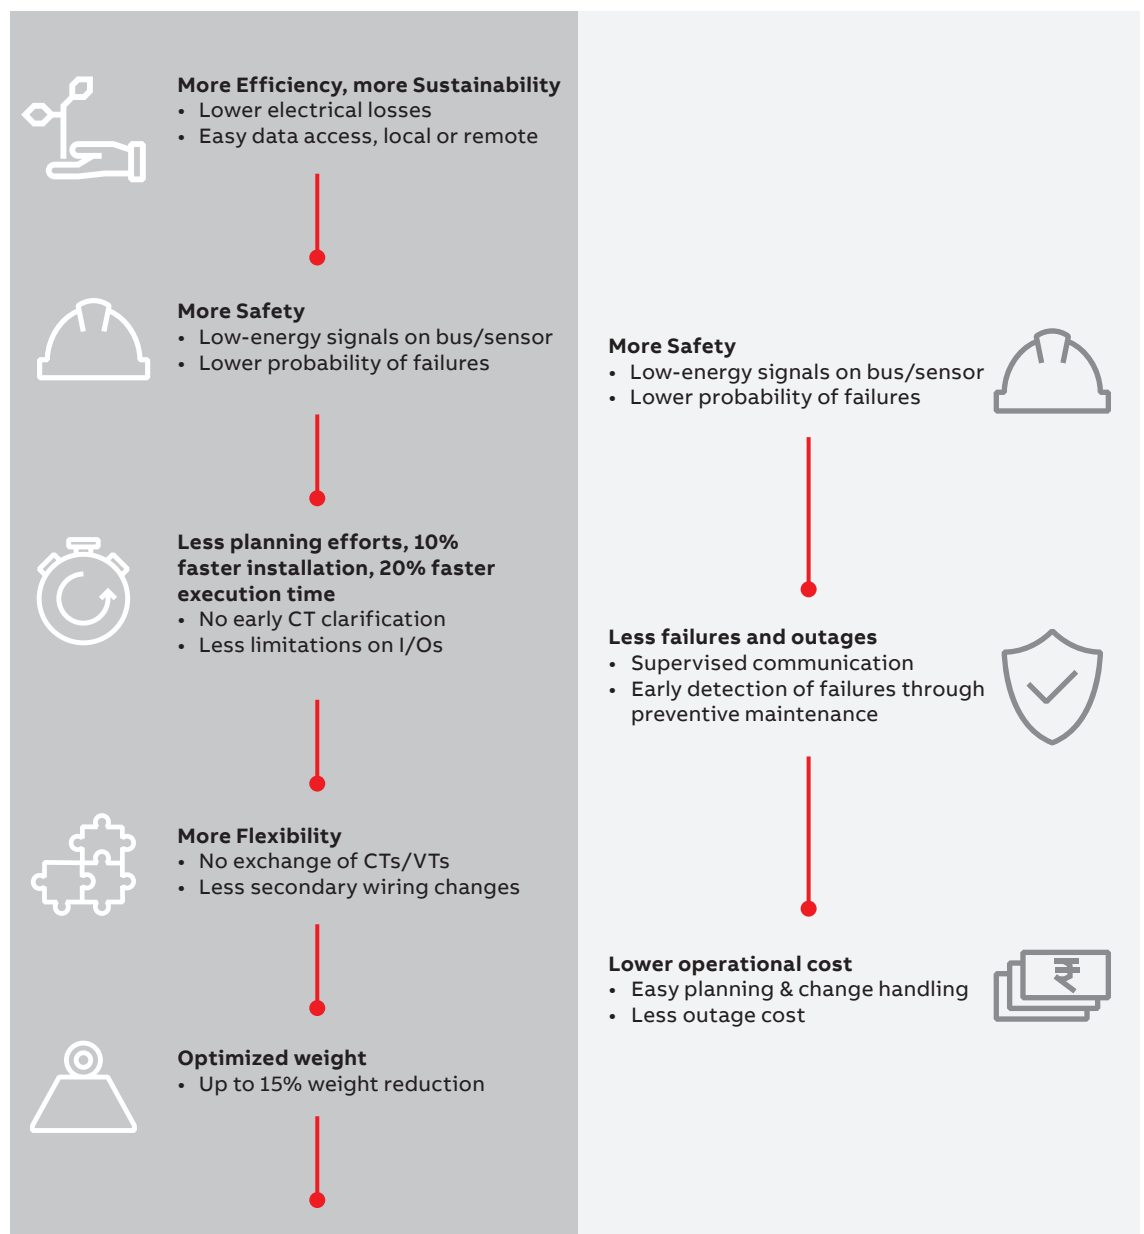 More Efficiency, more Sustainability
• Lower electrical losses
• Easy data access, local or remote
More Safety
• Low-energy signals on bus/sensor
• Lower probability of failures
Less planning efforts, 10%
faster installation, 20% faster
execution time
• No early CT clarification
• Less limitations on I/Os
More Flexibility
• No exchange of CTs/VTs
• Less secondary wiring changes
Optimized weight
• Up to 15% weight reduction
More Safety
• Low-energy signals on bus/sensor
• Lower probability of failures
Less failures and outages
• Supervised communication
• Early detection of failures through
preventive maintenance
Lower operational cost
• Easy planning & change handling
• Less outage cost
₹